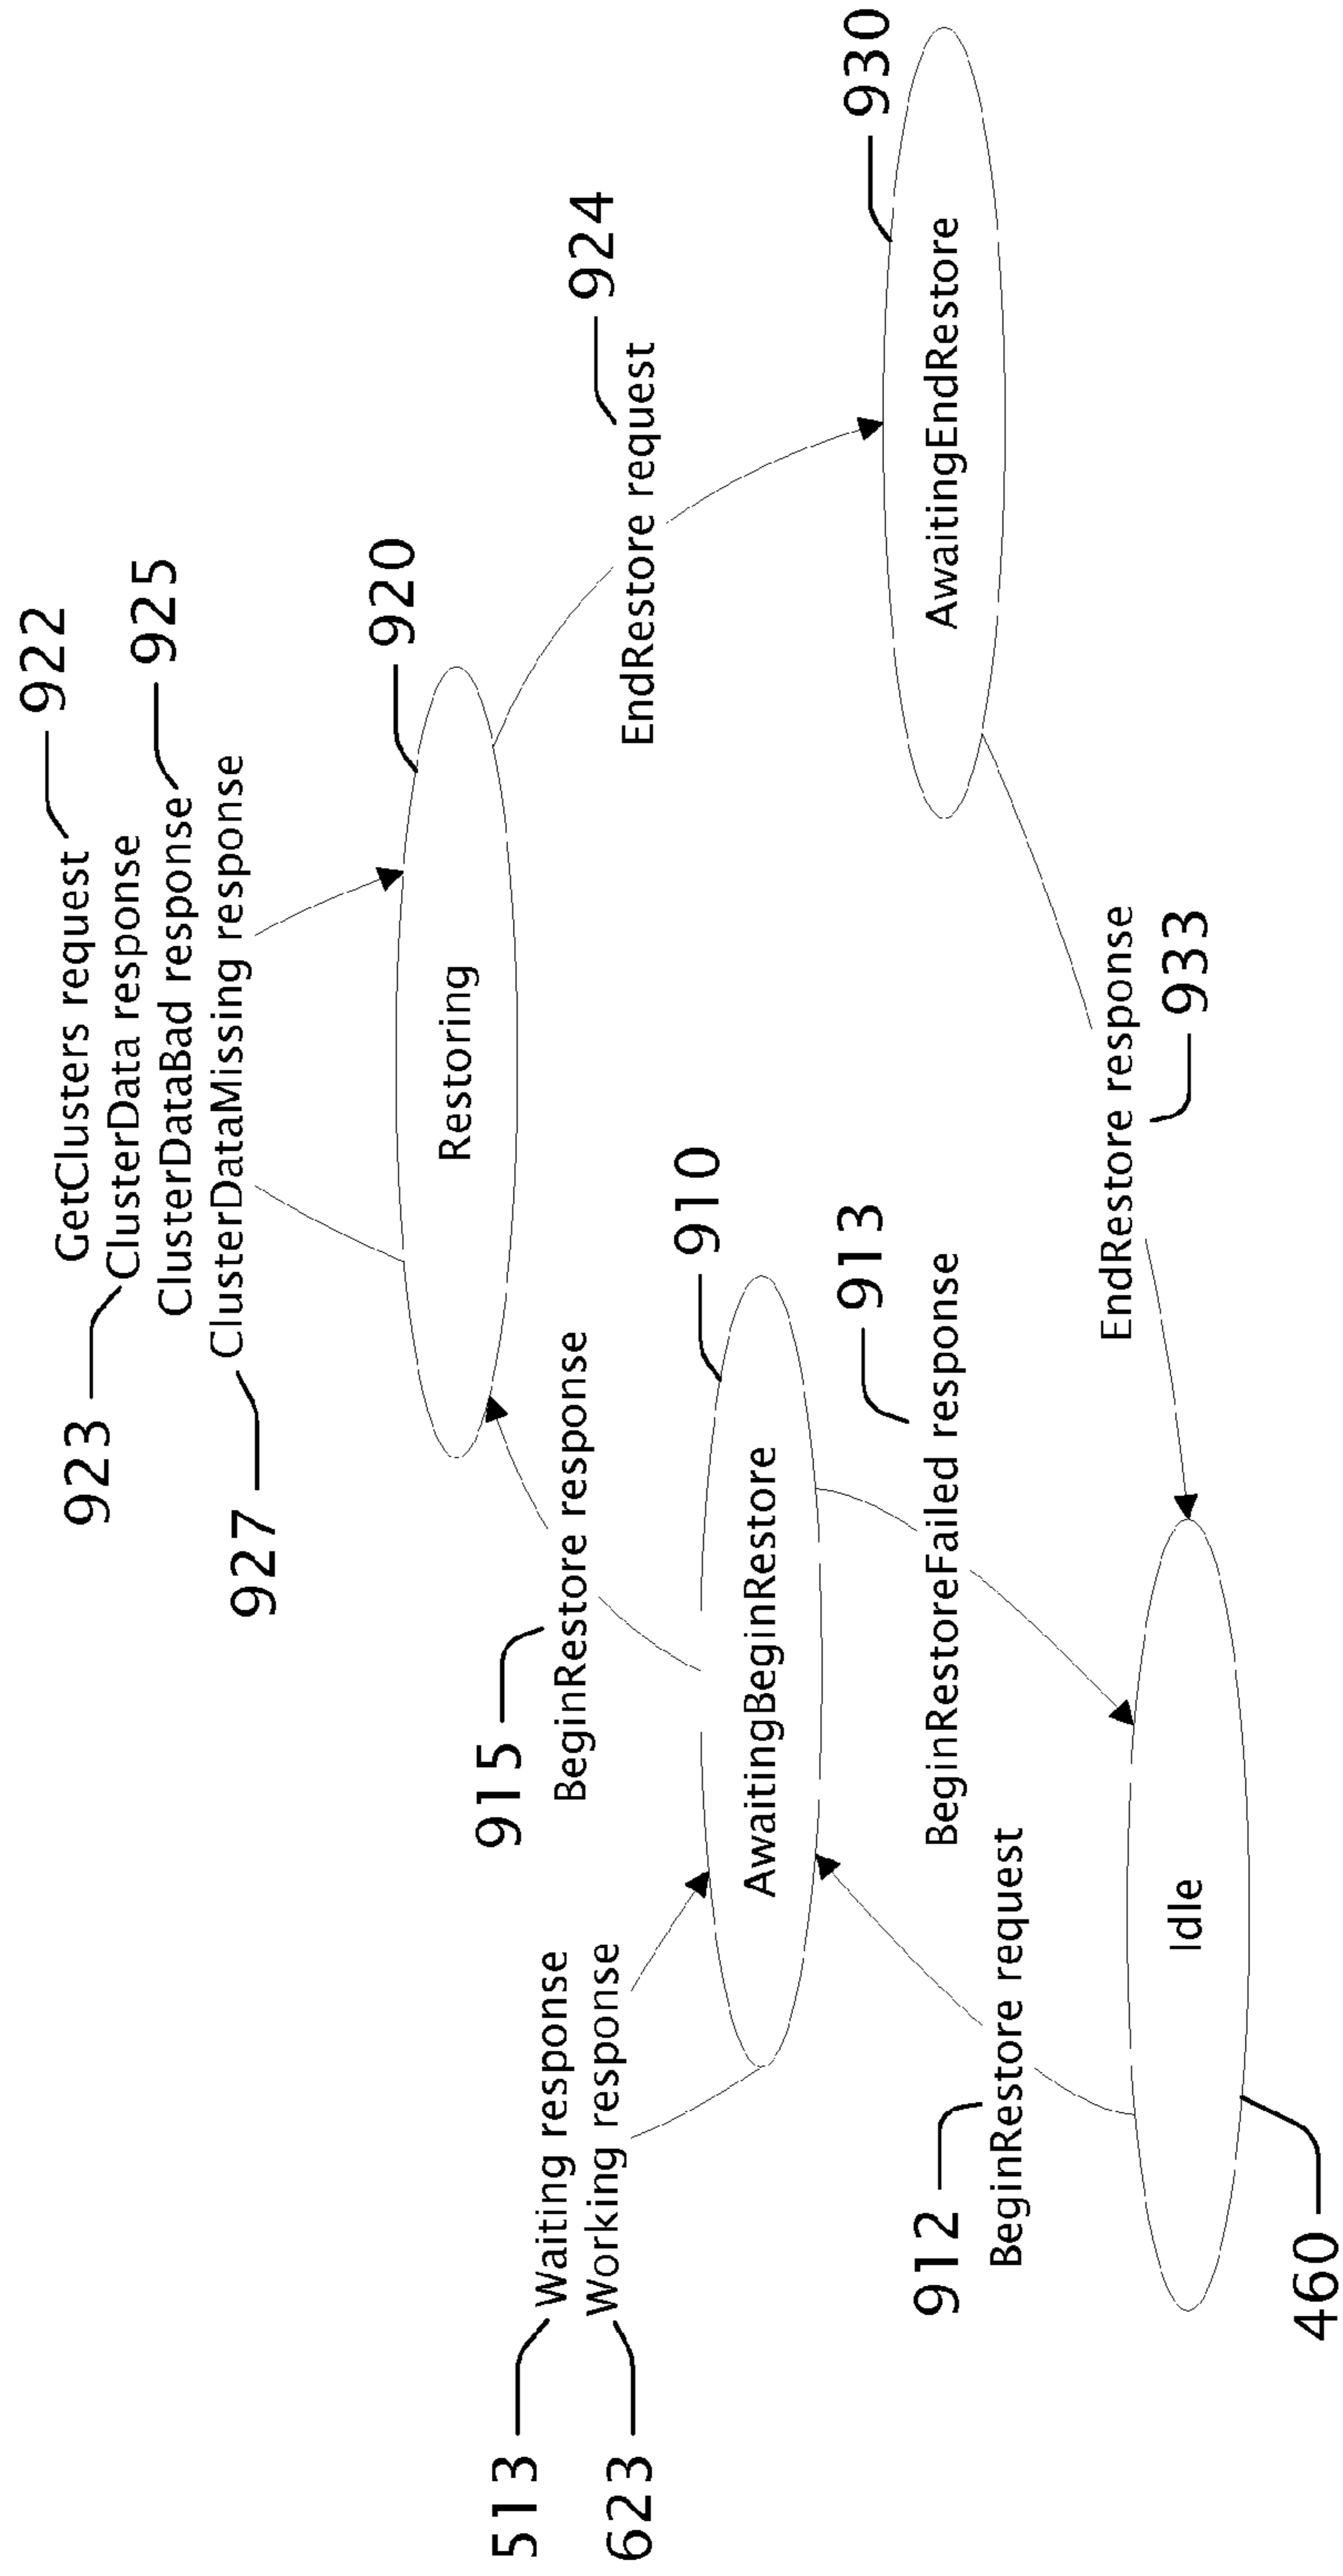 922
GetClusters request
923
ClusterData response
ClusterDataBad response
925
927
ClusterDataMissing response
920
Restoring
513
Waiting response
623
Working response
915
BeginRestore response
924
EndRestore request
910
AwaitingBeginRestore
913
BeginRestoreFailed response
930
AwaitingEndRestore
912
BeginRestore request
EndRestore response
933
Idle
460